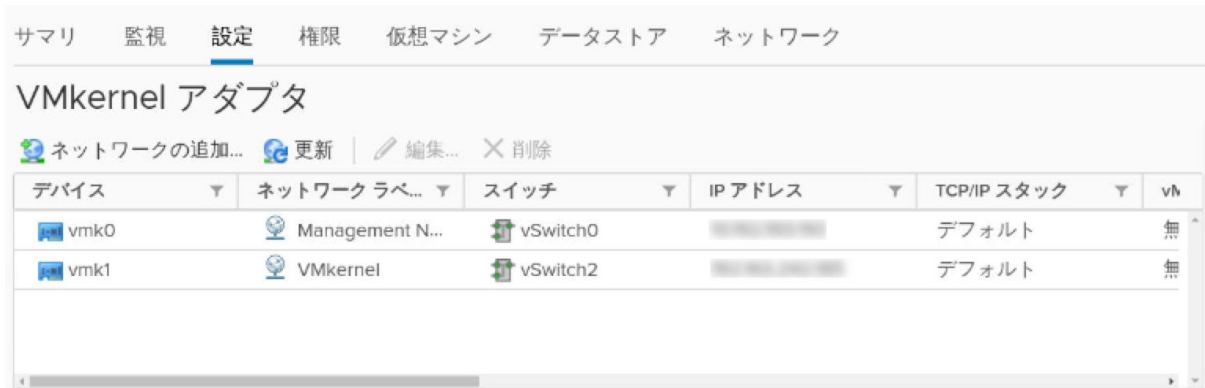 サマリ 監視 設定 権限 仮想マシン データストア ネットワーク
VMkernel アダプタ
ネットワークの追加... 更新 編集... 削除
デバイス ネットワーク ラベ... スイッチ IP アドレス TCP/IP スタック
vmk0 Management N... vSwitch0 デフォルト 無
vmk1 VMkernel vSwitch2 デフォルト 無